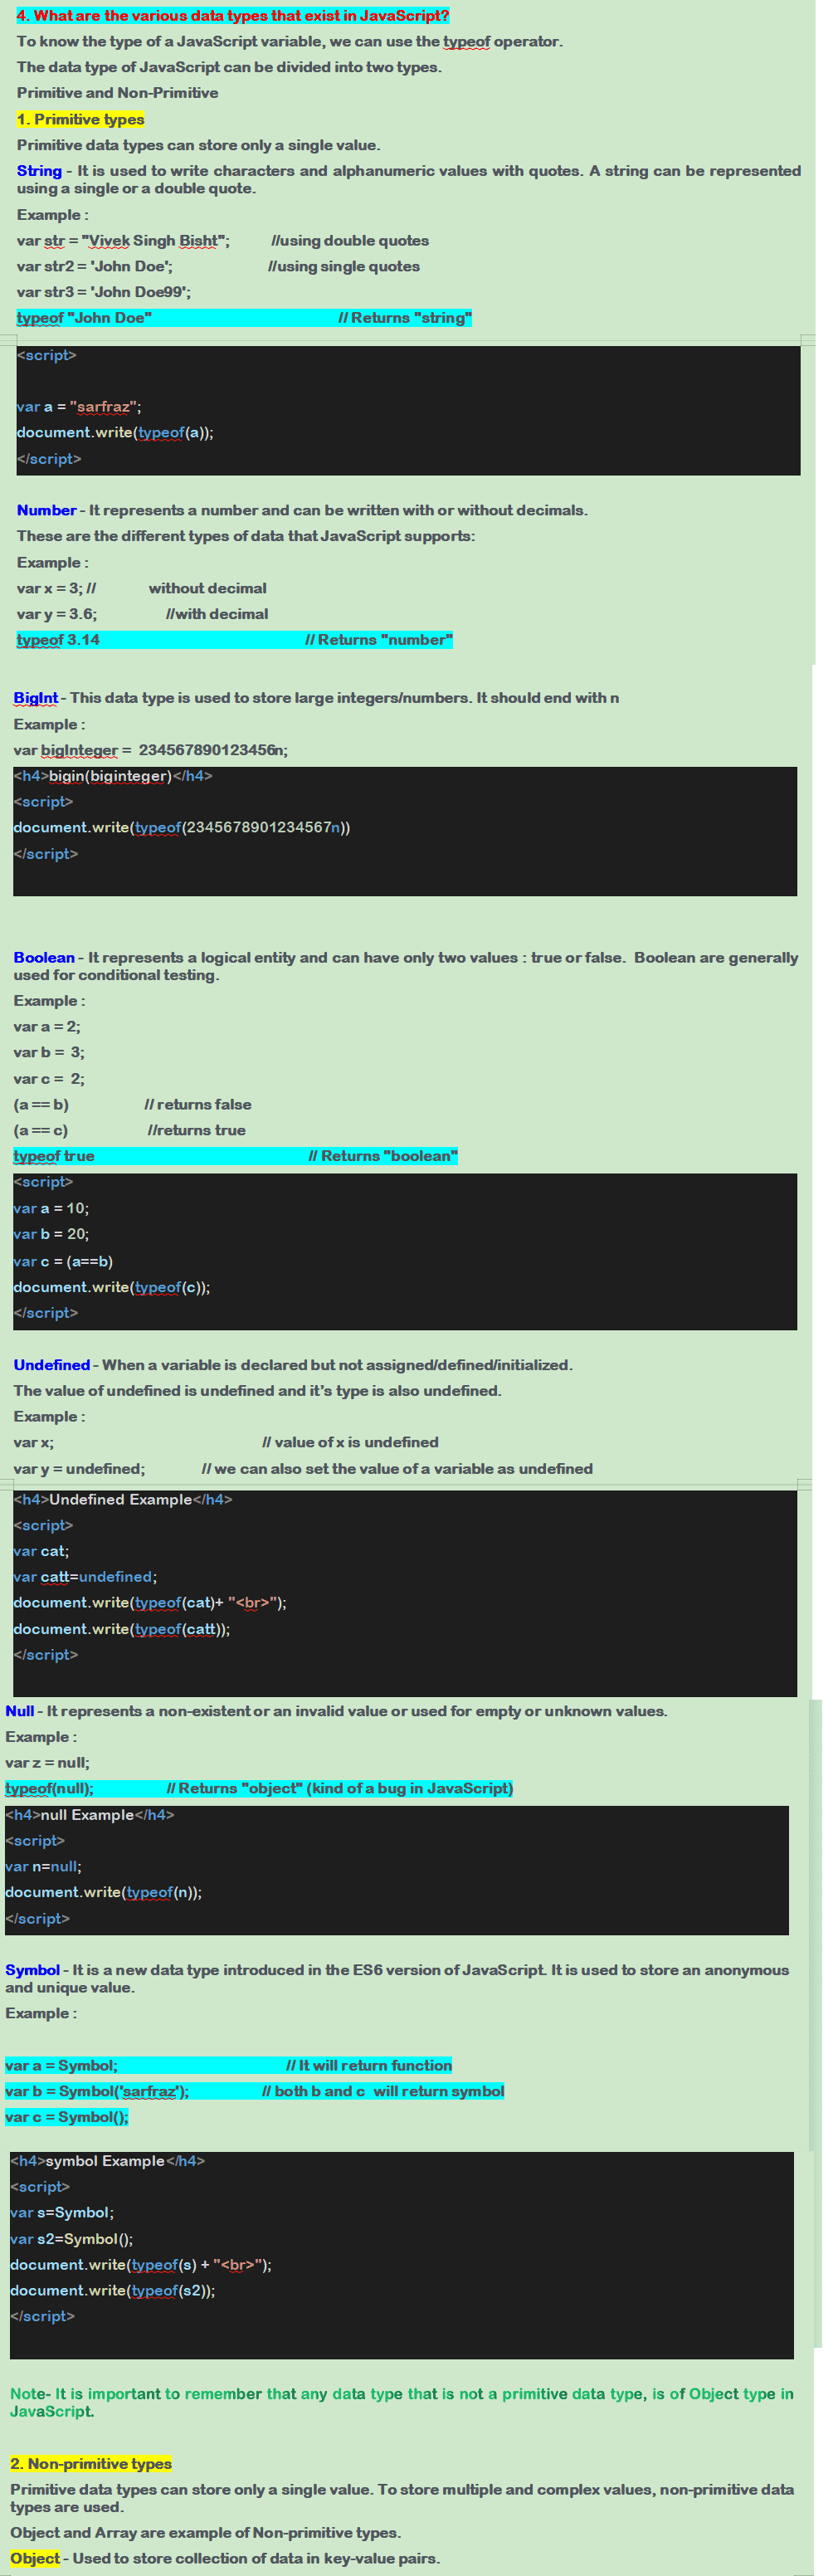 4. What are the various data types that exist in JavaScript?
To know the type of a JavaScript variable, we can use the typeof operator.
The data type of JavaScript can be divided into two types.
Primitive and Non-Primitive
1. Primitive types
Primitive data types can store only a single value.
String - It is used to write characters and alphanumeric values with quotes. A string can be represented
using a single or a double quote.
Example :
var str = "Vivek Singh Bisht"; //using double quotes
var str2 = 'John Doe'; //using single quotes
var str3 = 'John Doe99';
typeof "John Doe" // Returns "string"
<script>
var a = "sarfraz";
document.write(typeof(a));
</script>
Number - It represents a number and can be written with or without decimals.
These are the different types of data that JavaScript supports:
Example :
var x = 3; // without decimal
var y = 3.6; //with decimal
typeof 3.14 // Returns "number"
BigInt - This data type is used to store large integers/numbers. It should end with n
Example :
var bigInteger = 234567890123456n;
<h4>bigin(biginteger)</h4>
<script>
document.write(typeof(2345678901234567n))
</script>
Boolean - It represents a logical entity and can have only two values : true or false. Boolean are generally
used for conditional testing.
Example :
var a = 2;
var b = 3;
var c = 2;
(a == b) // returns false
(a == c) //returns true
typeof true // Returns "boolean"
<script>
var a = 10;
var b = 20;
var c = (a==b)
document.write(typeof(c));
</script>
Undefined - When a variable is declared but not assigned/defined/initialized.
The value of undefined is undefined and it's type is also undefined.
Example :
var x; // value of x is undefined
var y = undefined; // we can also set the value of a variable as undefined
<h4>Undefined Example</h4>
<script>
var cat;
var catt=undefined;
document.write(typeof(cat)+ "<br>");
document.write(typeof(catt));
</script>
Null - It represents a non-existent or an invalid value or used for empty or unknown values.
Example :
var z = null;
typeof(null); // Returns "object" (kind of a bug in JavaScript)
<h4>null Example</h4>
<script>
var n=null;
document.write(typeof(n));
</script>
Symbol - It is a new data type introduced in the ES6 version of JavaScript. It is used to store an anonymous
and unique value.
Example :
var a = Symbol; // It will return function
var b = Symbol('sarfraz'); // both b and c will return symbol
var c = Symbol();
<h4>symbol Example</h4>
<script>
var s=Symbol;
var s2=Symbol();
document.write(typeof(s) + "<br>");
document.write(typeof(s2));
</script>
Note- It is important to remember that any data type that is not a primitive data type, is of Object type in
JavaScript.
2. Non-primitive types
Primitive data types can store only a single value. To store multiple and complex values, non-primitive data
types are used.
Object and Array are example of Non-primitive types.
Object - Used to store collection of data in key-value pairs.